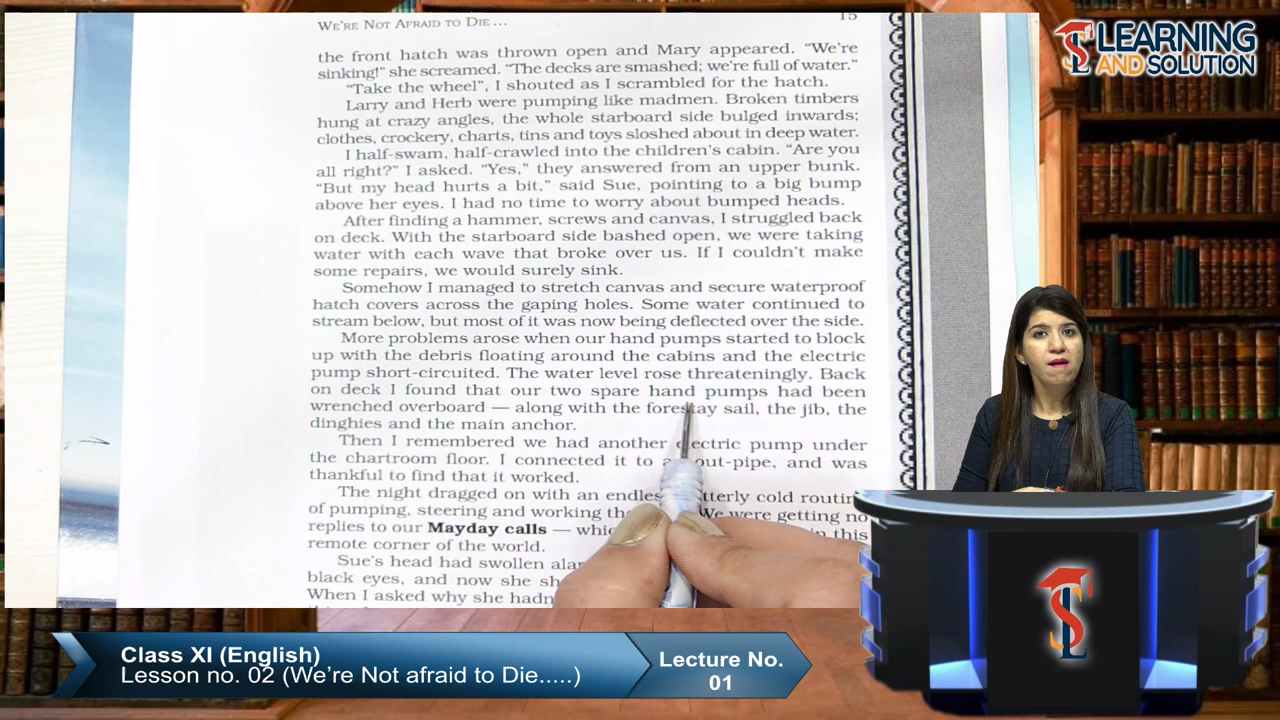 WE'RE NOT AFRAID TO DIE ...
15
the front hatch was thrown open and Mary appeared. “We're
sinking!” she screamed. “The decks are smashed; we're full of water.”
“Take the wheel”, I shouted as I scrambled for the hatch.
Larry and Herb were pumping like madmen. Broken timbers
hung at crazy angles, the whole starboard side bulged inwards;
clothes, crockery, charts, tins and toys sloshed about in deep water.
I half-swam, half-crawled into the children's cabin. “Are you
all right?” I asked. “Yes,” they answered from an upper bunk.
“But my head hurts a bit,” said Sue, pointing to a big bump
above her eyes. I had no time to worry about bumped heads.
After finding a hammer, screws and canvas, I struggled back
on deck. With the starboard side bashed open, we were taking
water with each wave that broke over us. If I couldn't make
some repairs, we would surely sink.
Somehow I managed to stretch canvas and secure waterproof
hatch covers across the gaping holes. Some water continued to
stream below, but most of it was now being deflected over the side.
More problems arose when our hand pumps started to block
up with the debris floating around the cabins and the electric
pump short-circuited. The water level rose threateningly. Back
on deck I found that our two spare hand pumps had been
wrenched overboard — along with the forestay sail, the jib, the
dinghies and the main anchor.
Then I remembered we had another electric pump under
the chartroom floor. I connected it to an out-pipe, and was
thankful to find that it worked.
The night dragged on with an endless, bitterly cold routine
of pumping, steering and working We were getting no
replies to our Mayday calls — in this
remote corner of the world.
Sue's head had swollen
black eyes, and now she
When I asked why she hadn
LEARNING
AND SOLUTION
Class XI (English)
Lesson no. 02 (We're Not afraid to Die.....)
Lecture No.
01